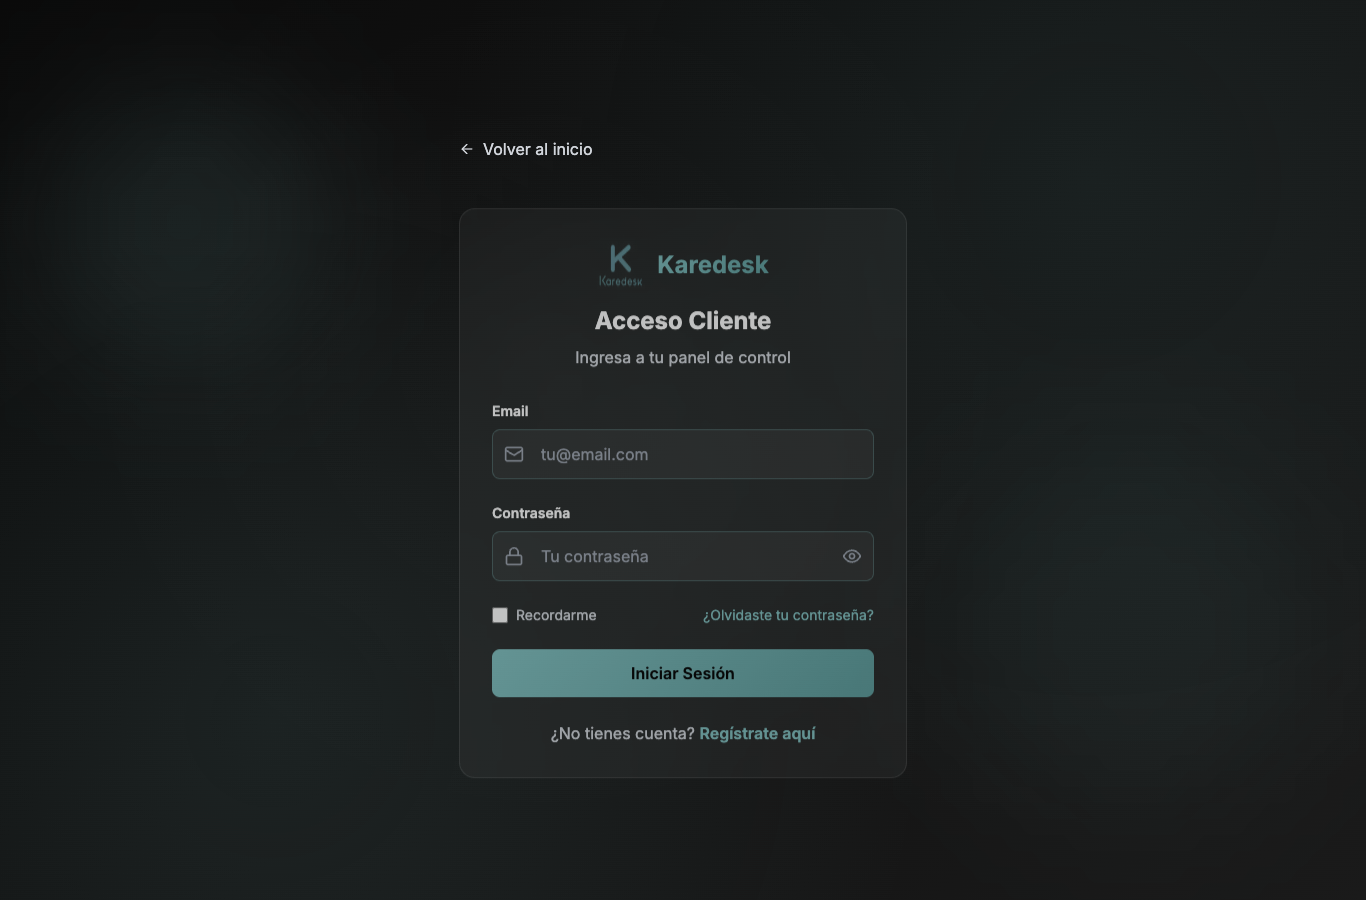 Volver al inicio
K
Karedesk
Karedesk
Acceso Cliente
Ingresa a tu panel de control
Email
tu@email.com
Contraseña
Tu contraseña
Recordarme
¿Olvidaste tu contraseña?
Iniciar Sesión
¿No tienes cuenta? Regístrate aquí